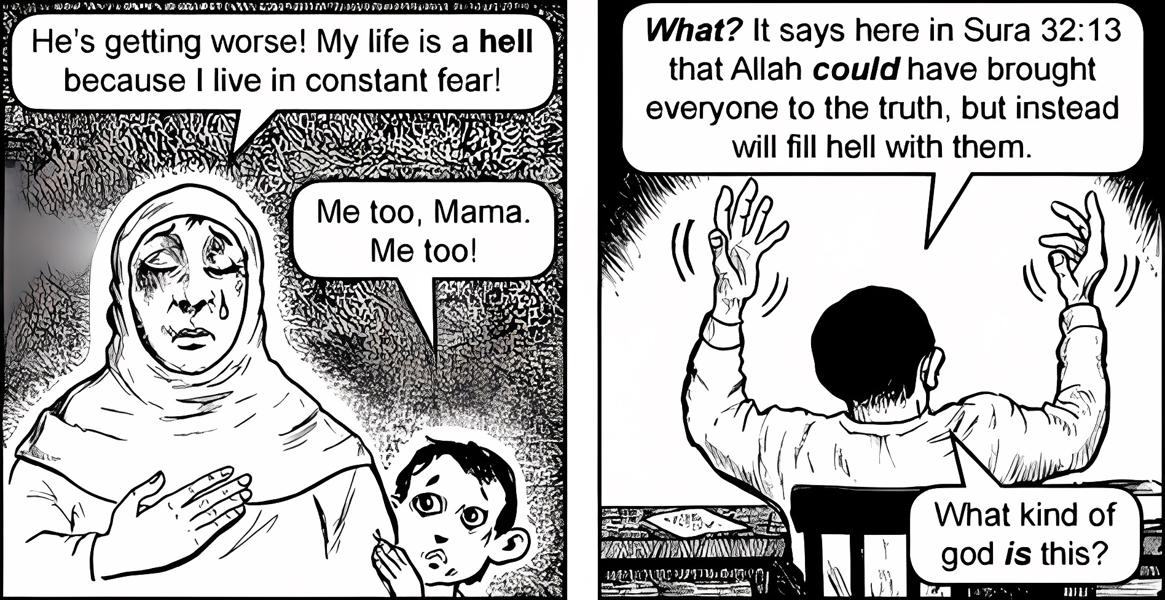 He's getting worse! My life is a hell
because I live in constant fear!
Me too, Mama.
Me too!
What? It says here in Sura 32:13
that Allah could have brought
everyone to the truth, but instead
will fill hell with them.
What kind of
god is this?